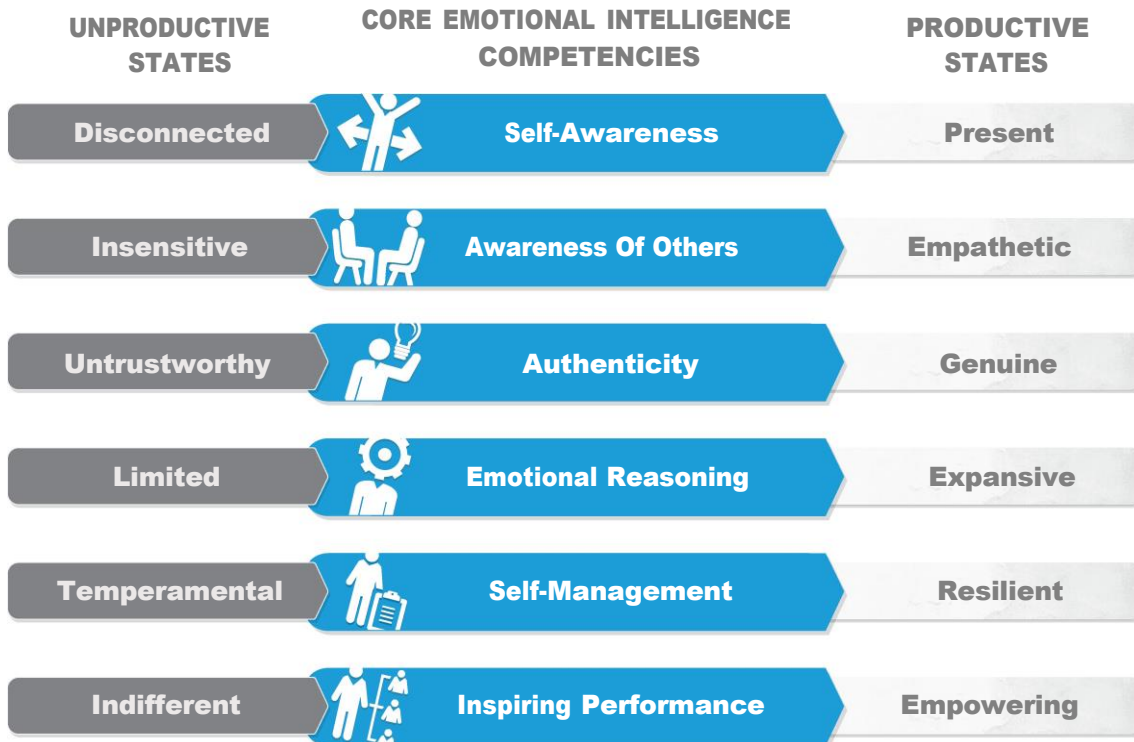 UNPRODUCTIVE
STATES
CORE EMOTIONAL INTELLIGENCE
COMPETENCIES
PRODUCTIVE
STATES
Disconnected
Self-Awareness
Present
Insensitive
Awareness Of Others
Empathetic
Untrustworthy
Authenticity
Genuine
Limited
Emotional Reasoning
Expansive
Temperamental
Self-Management
Resilient
Indifferent
Inspiring Performance
Empowering